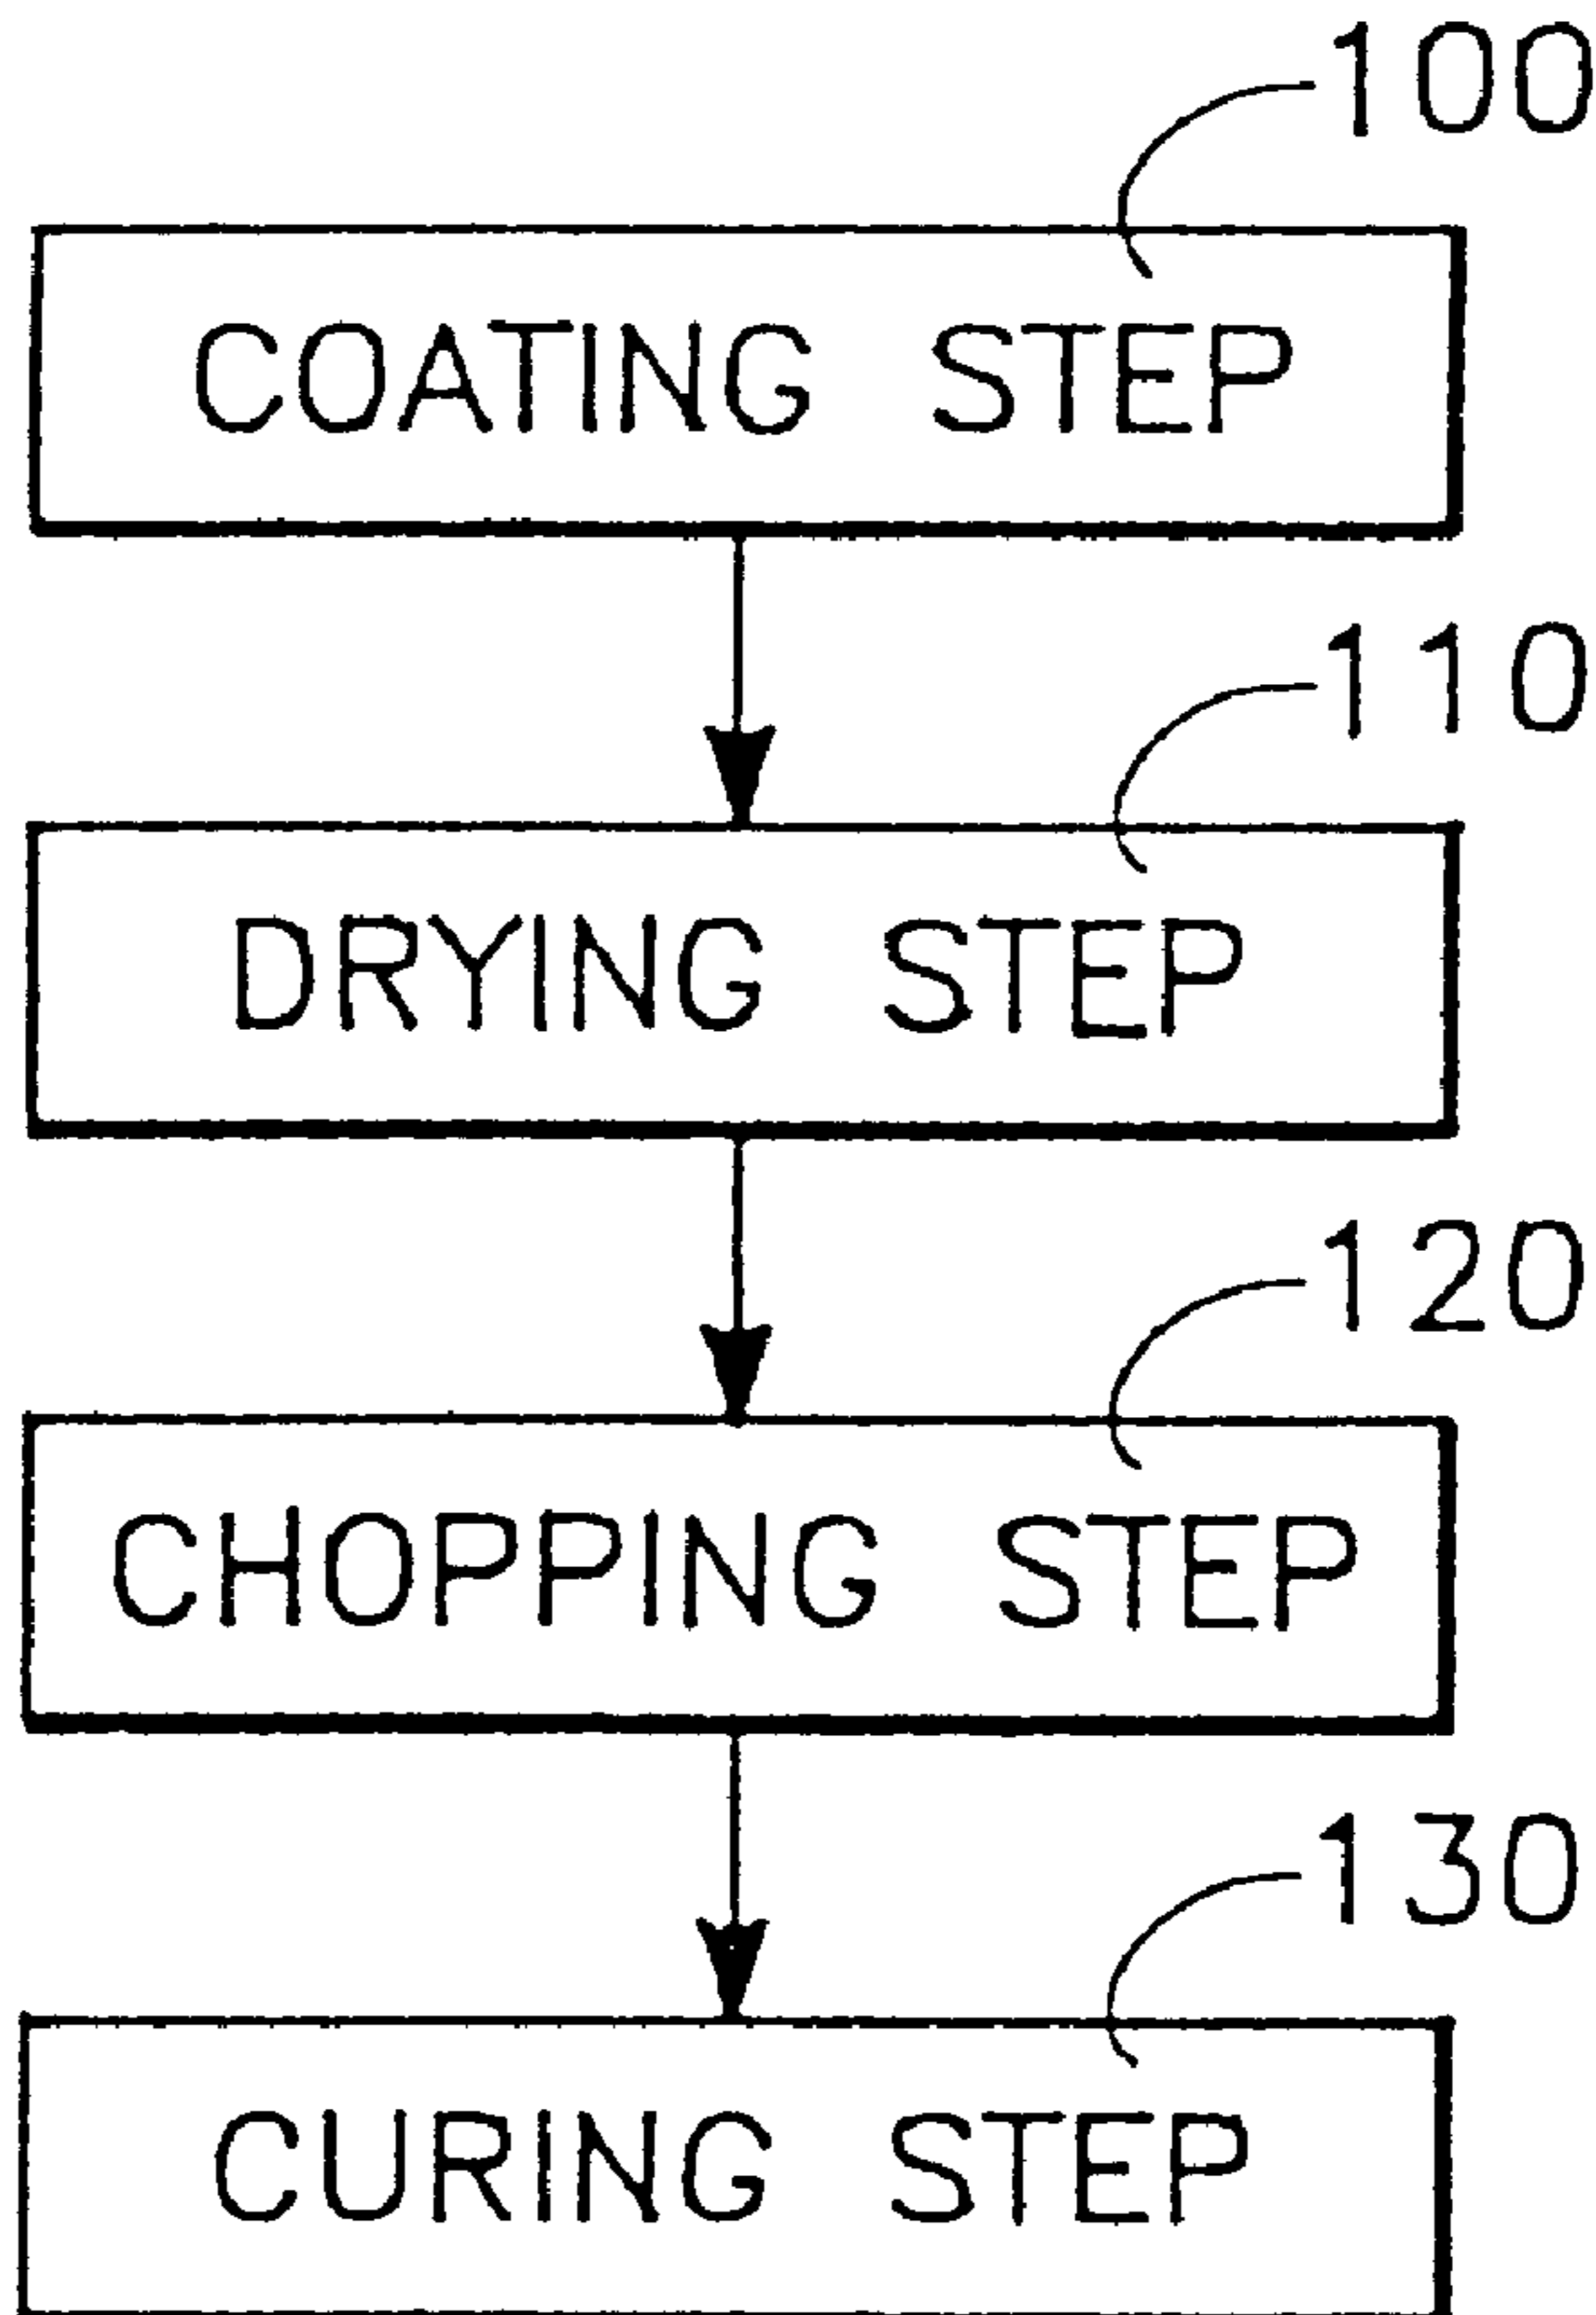 100
COATING STEP
110
DRYING STEP
120
CHOPPING STEP
130
CURING STEP